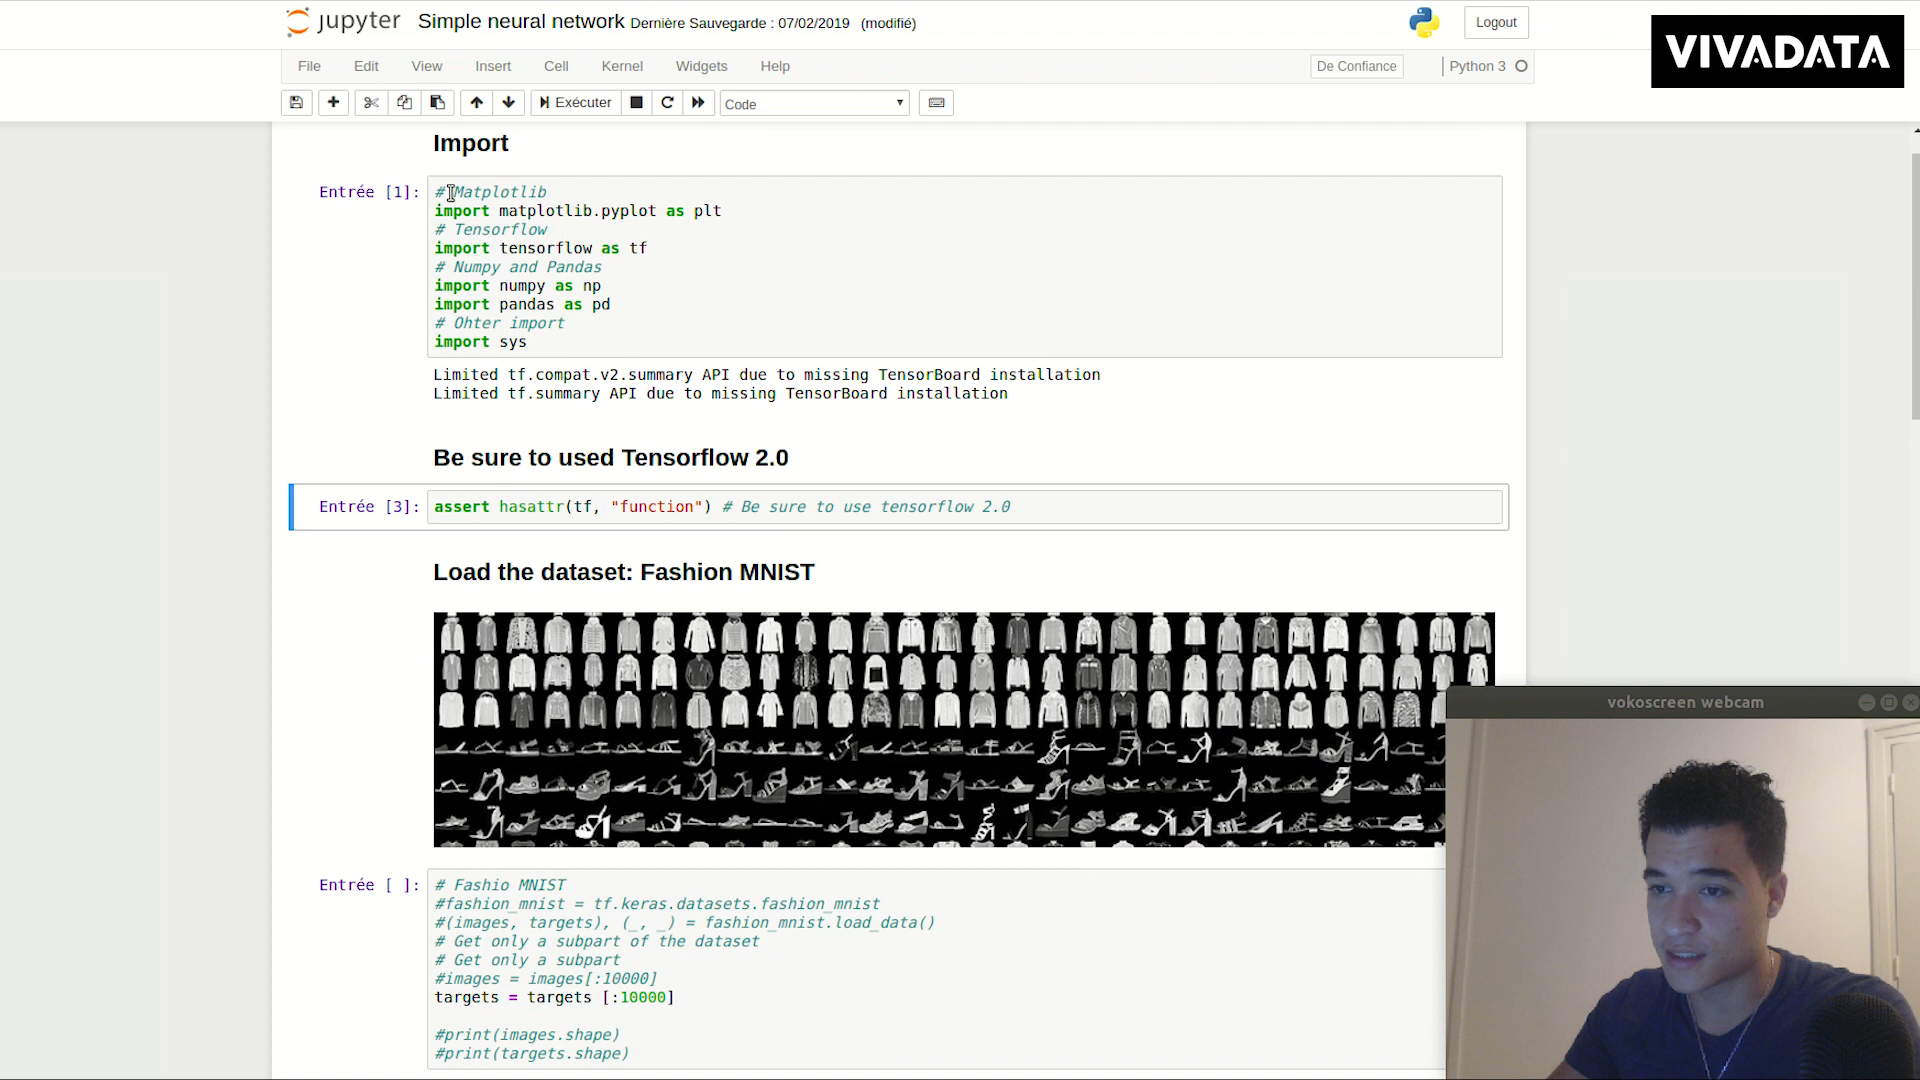 jupyter Simple neural network Dernière Sauvegarde : 07/02/2019 (modifié)
Logout
VIVADATA
File Edit View Insert Cell Kernel Widgets Help
De Confiance
Python 3
Exécuter
Code
Import
Entrée [1]:
# Matplotlib
import matplotlib.pyplot as plt
# Tensorflow
import tensorflow as tf
# Numpy and Pandas
import numpy as np
import pandas as pd
# Ohter import
import sys
Limited tf.compat.v2.summary API due to missing TensorBoard installation
Limited tf.summary API due to missing TensorBoard installation
Be sure to used Tensorflow 2.0
Entrée [3]:
assert hasattr(tf, "function") # Be sure to use tensorflow 2.0
Load the dataset: Fashion MNIST
vokoscreen webcam
Entrée [ ]:
# Fashio MNIST
#fashion_mnist = tf.keras.datasets.fashion_mnist
#(images, targets), (_, _) = fashion_mnist.load_data()
# Get only a subpart of the dataset
# Get only a subpart
#images = images[:10000]
targets = targets [:10000]
#print(images.shape)
#print(targets.shape)